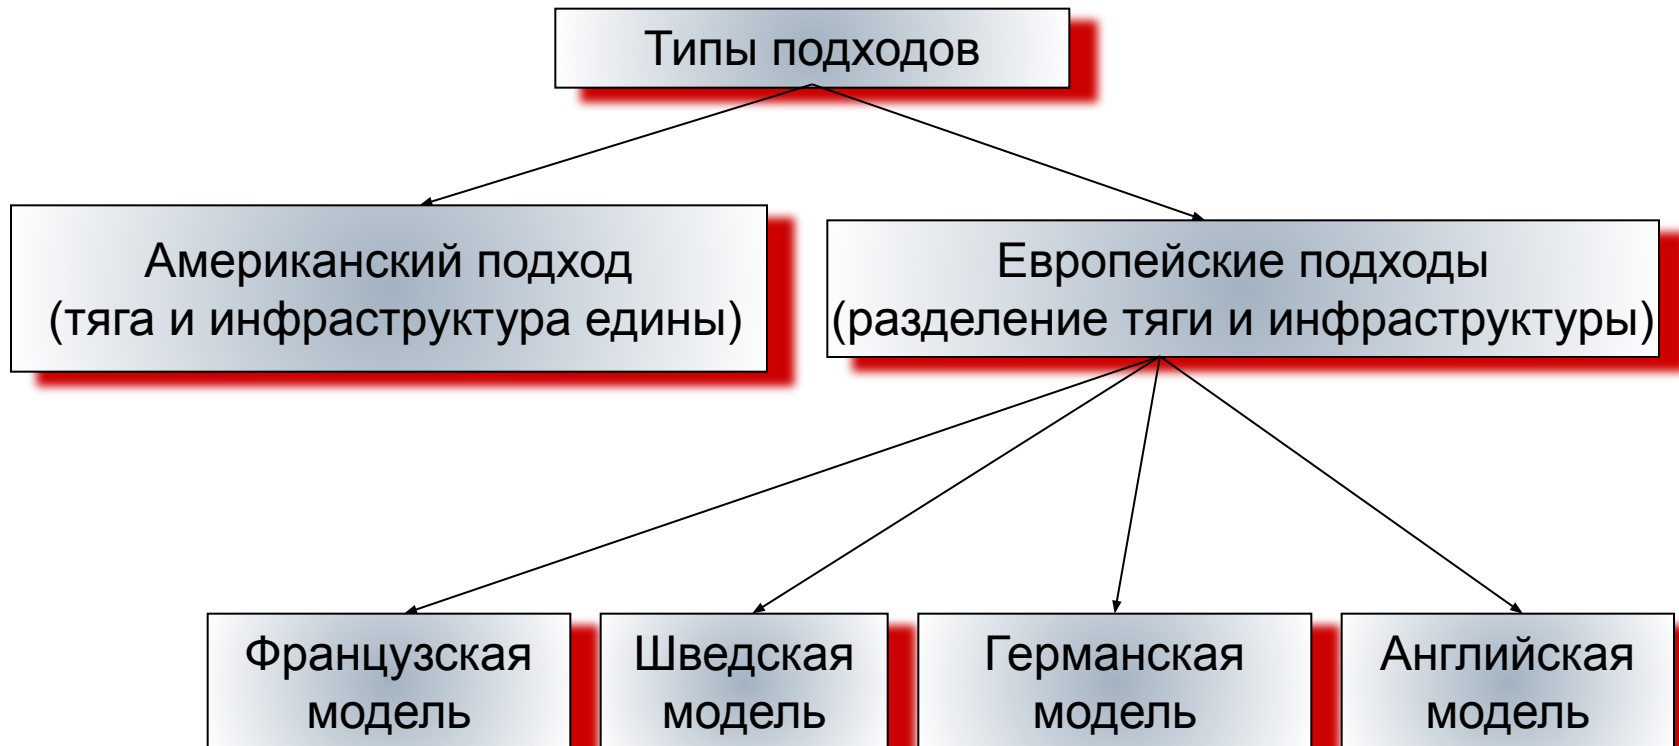 Типы подходов
Американский подход
(тяга и инфраструктура едины)
Европейские подходы
(разделение тяги и инфраструктуры)
Французская
модель
Шведская
модель
Германская
модель
Английская
модель